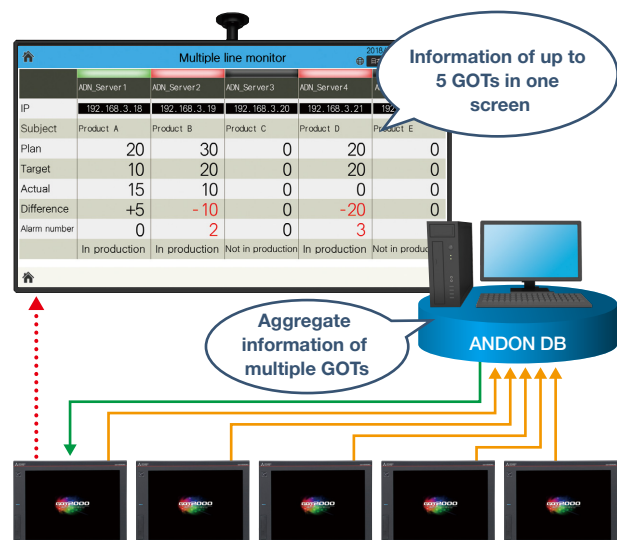 Multiple line monitor
2018
Information of up to
5 GOTs in one
screen
ADN_Server1 ADN_Server2 ADN_Server3 ADN_Server4
IP 192.168.3.18 192.168.3.19 192.168.3.20 192.168.3.21 192
Subject Product A Product B Product C Product D Product E
Plan 20 30 0 20 0
Target 10 20 0 20 0
Actual 15 10 0 0 0
Difference +5 -10 0 -20 0
Alarm number 0 2 0 3
In production In production Not in production In production Not in produc
Aggregate
information of
multiple GOTs
ANDON DB
GOT2000 GOT2000 GOT2000 GOT2000 GOT2000